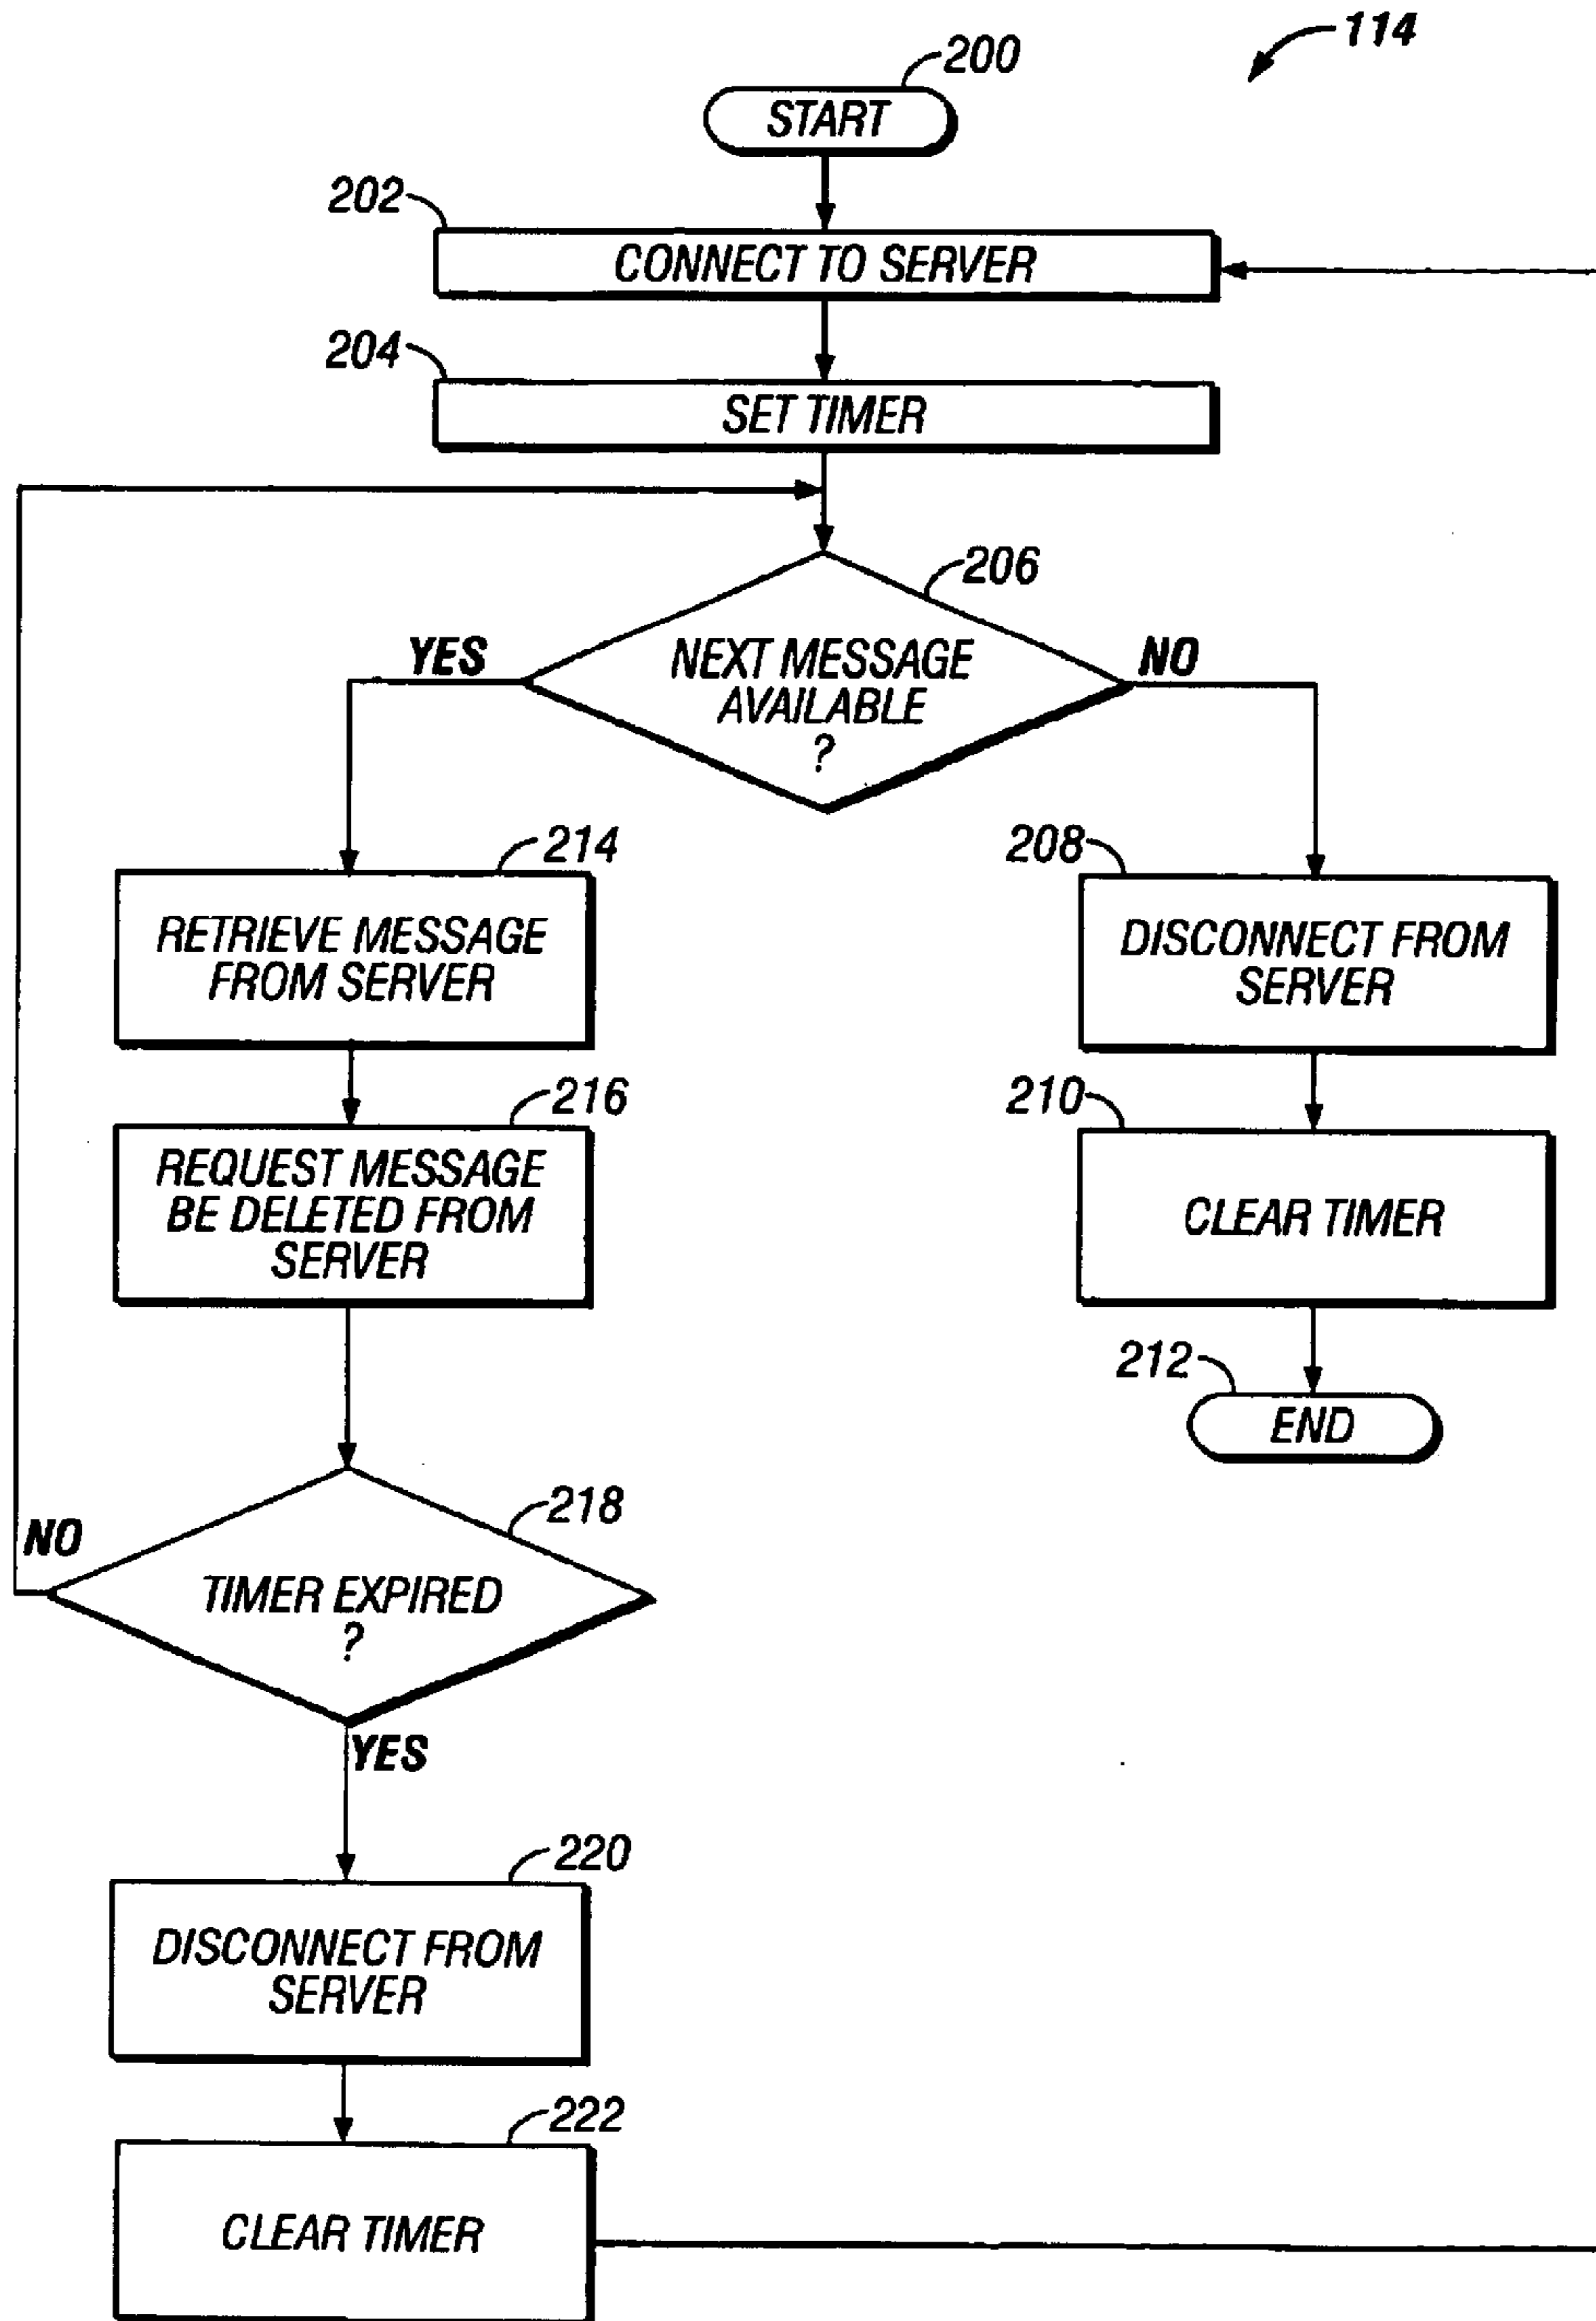 114
200
START
202
CONNECT TO SERVER
204
SET TIMER
206
YES
NEXT MESSAGE
AVAILABLE
?
NO
214
RETRIEVE MESSAGE
FROM SERVER
208
DISCONNECT FROM
SERVER
216
REQUEST MESSAGE
BE DELETED FROM
SERVER
210
CLEAR TIMER
212
END
218
NO
TIMER EXPIRED
?
YES
220
DISCONNECT FROM
SERVER
222
CLEAR TIMER